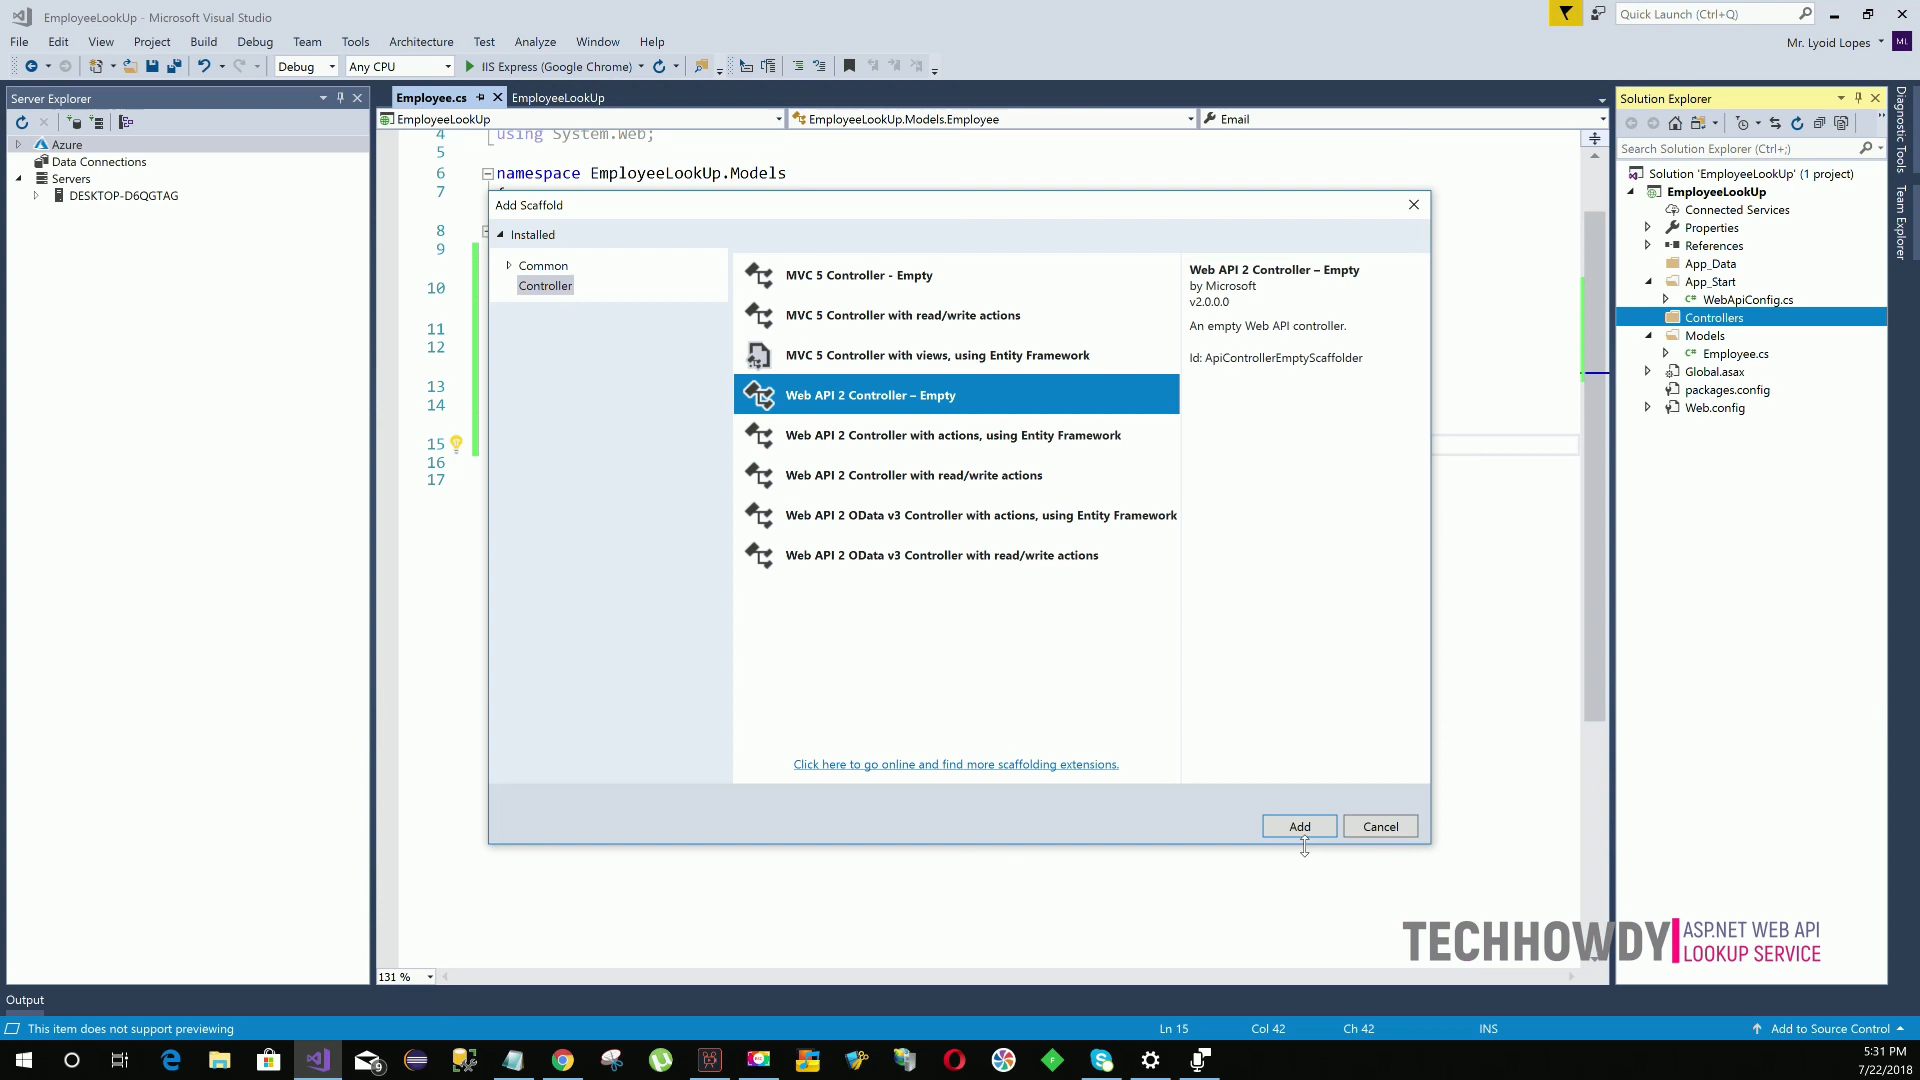 EmployeeLookUp - Microsoft Visual Studio
Quick Launch (Ctrl+Q)
File Edit View Project Build Debug Team Tools Architecture Test Analyze Window Help
Mr. Lyoid Lopes
ML
Debug
Any CPU
IIS Express (Google Chrome)
Server Explorer
Azure
Data Connections
Servers
DESKTOP-D6QGTAG
Employee.cs
EmployeeLookUp
EmployeeLookUp
EmployeeLookUp.Models.Employee
Email
4 using System.Web;
5
6 namespace EmployeeLookUp.Models
7
8
9
10
11
12
13
14
15
16
17
Add Scaffold
Installed
Common
Controller
MVC 5 Controller - Empty
MVC 5 Controller with read/write actions
MVC 5 Controller with views, using Entity Framework
Web API 2 Controller – Empty
Web API 2 Controller with actions, using Entity Framework
Web API 2 Controller with read/write actions
Web API 2 OData v3 Controller with actions, using Entity Framework
Web API 2 OData v3 Controller with read/write actions
Click here to go online and find more scaffolding extensions.
Web API 2 Controller – Empty
by Microsoft
v2.0.0.0
An empty Web API controller.
Id: ApiControllerEmptyScaffolder
Add
Cancel
Solution Explorer
Search Solution Explorer (Ctrl+;)
Solution 'EmployeeLookUp' (1 project)
EmployeeLookUp
Connected Services
Properties
References
App_Data
App_Start
C# WebApiConfig.cs
Controllers
Models
C# Employee.cs
Global.asax
packages.config
Web.config
Diagnostic Tools
Team Explorer
TECHHOWDY
ASP.NET WEB API
LOOKUP SERVICE
131 %
Output
This item does not support previewing
Ln 15
Col 42
Ch 42
INS
Add to Source Control
9
5:31 PM
7/22/2018